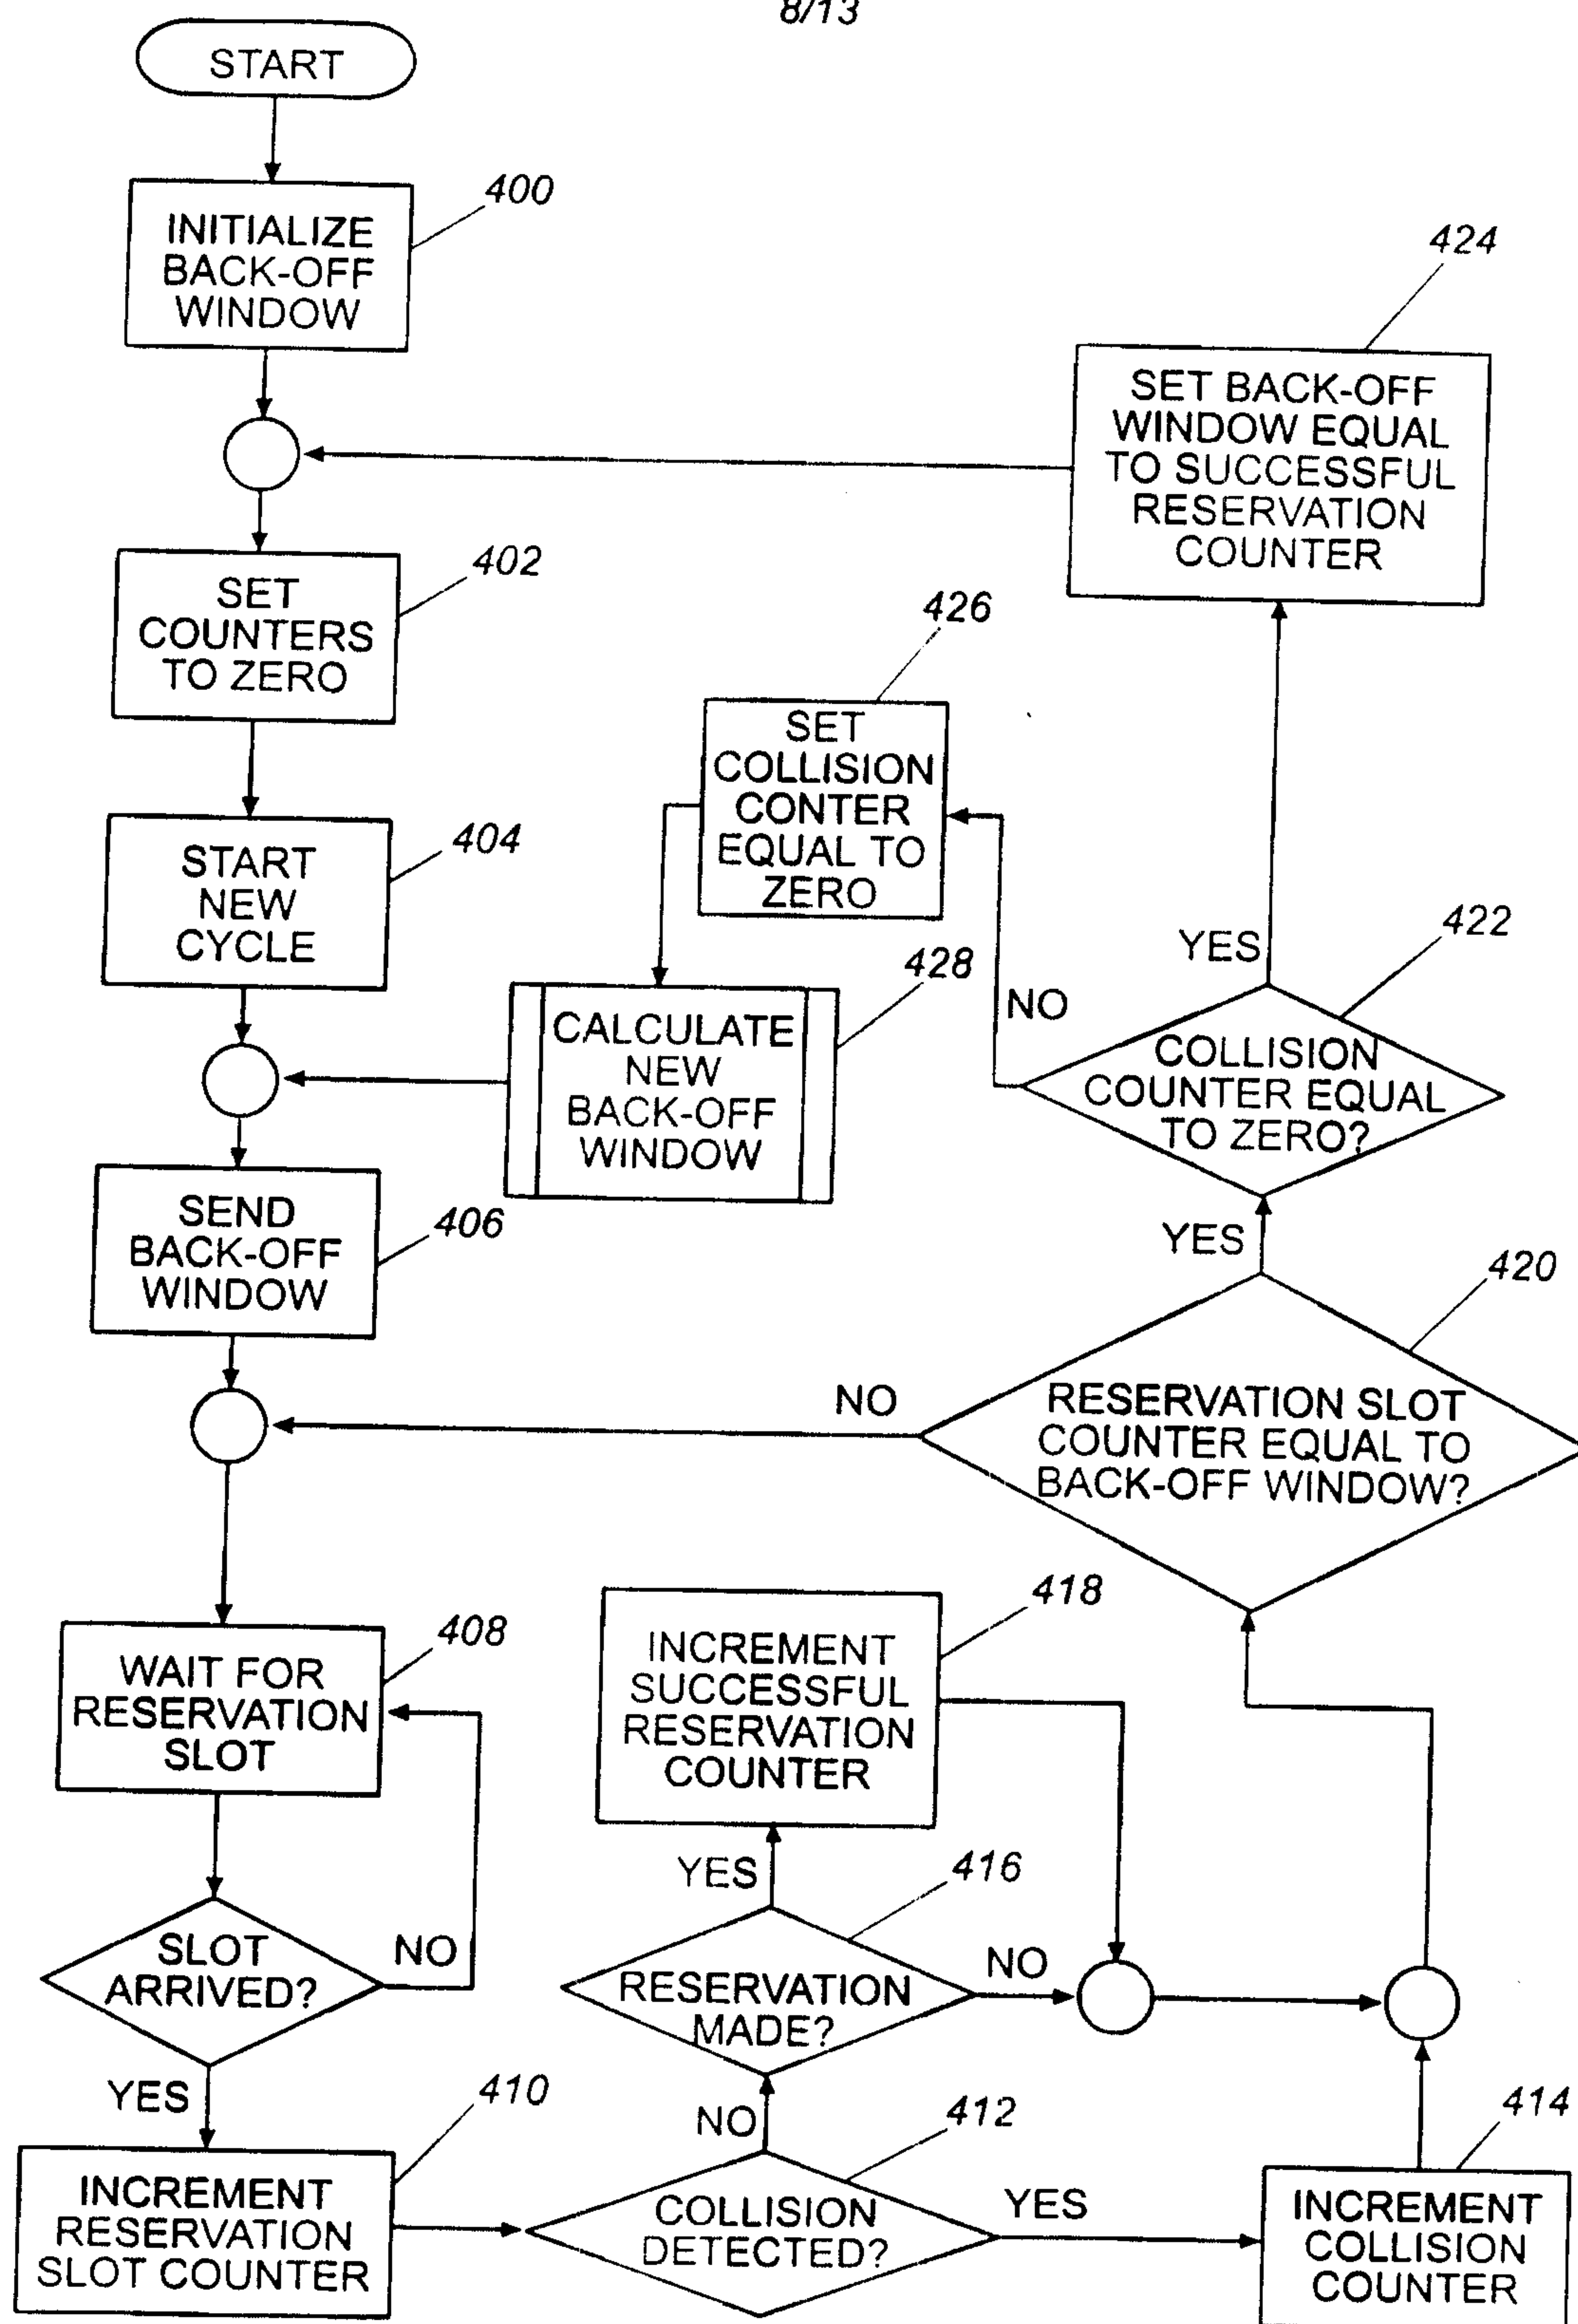 8/13
START
400
INITIALIZE
BACK-OFF
WINDOW
424
SET BACK-OFF
WINDOW EQUAL
TO SUCCESSFUL
RESERVATION
COUNTER
402
SET
COUNTERS
TO ZERO
426
SET
COLLISION
CONTER
EQUAL TO
ZERO
404
START
NEW
CYCLE
422
YES
NO
COLLISION
COUNTER EQUAL
TO ZERO?
428
CALCULATE
NEW
BACK-OFF
WINDOW
406
SEND
BACK-OFF
WINDOW
YES
420
NO
RESERVATION SLOT
COUNTER EQUAL TO
BACK-OFF WINDOW?
408
WAIT FOR
RESERVATION
SLOT
418
INCREMENT
SUCCESSFUL
RESERVATION
COUNTER
YES
416
SLOT
ARRIVED?
NO
RESERVATION
MADE?
NO
YES
410
INCREMENT
RESERVATION
SLOT COUNTER
NO
412
COLLISION
DETECTED?
YES
414
INCREMENT
COLLISION
COUNTER